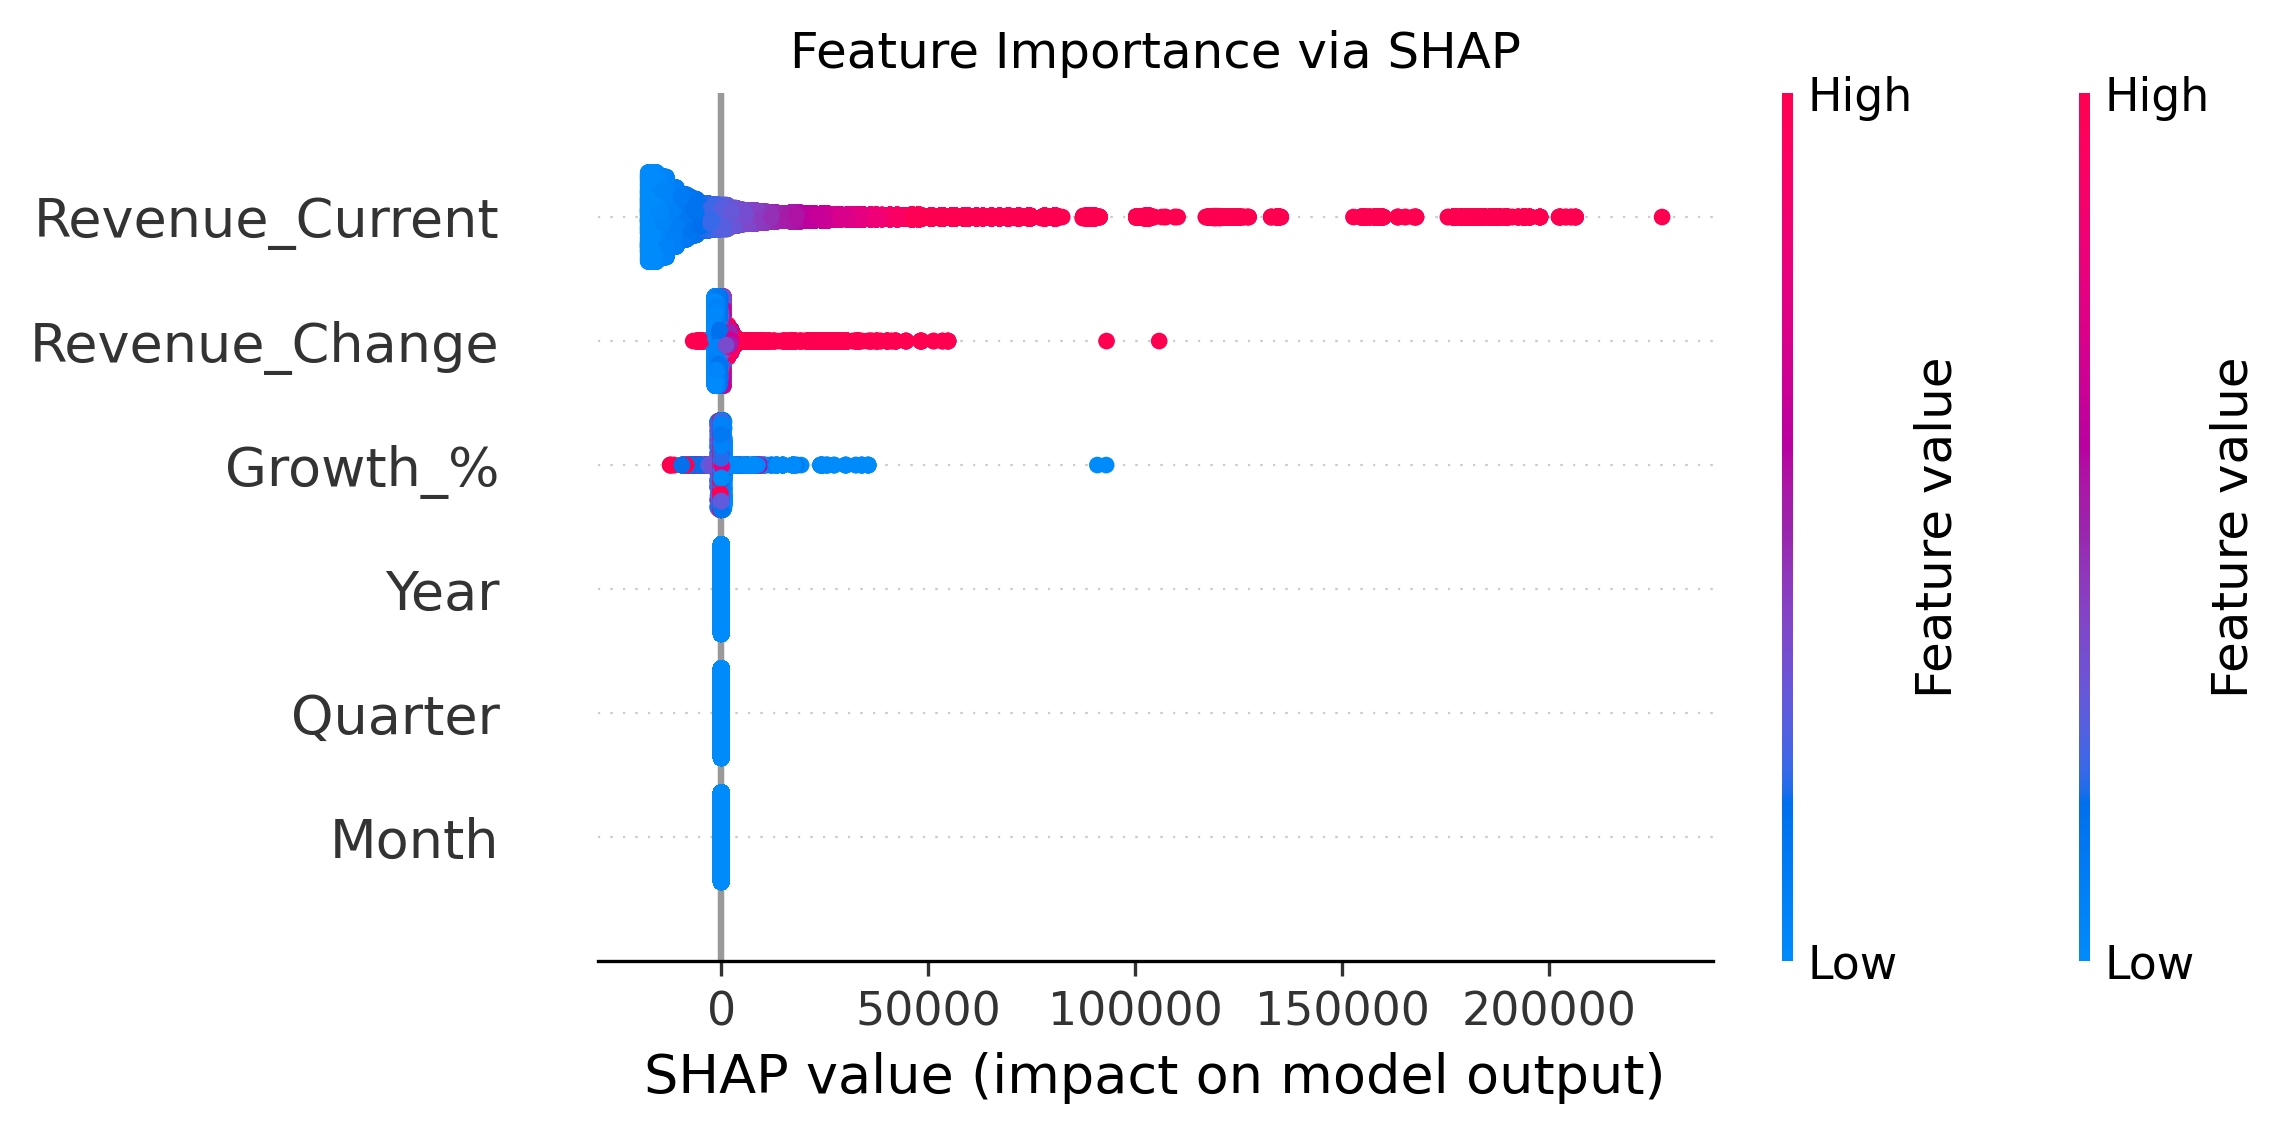 Feature Importance via SHAP
High
High
Revenue_Current
Revenue_Change
Growth_%
Year
Quarter
Month
Feature value
Feature value
Low
Low
0 50000 100000 150000 200000
SHAP value (impact on model output)